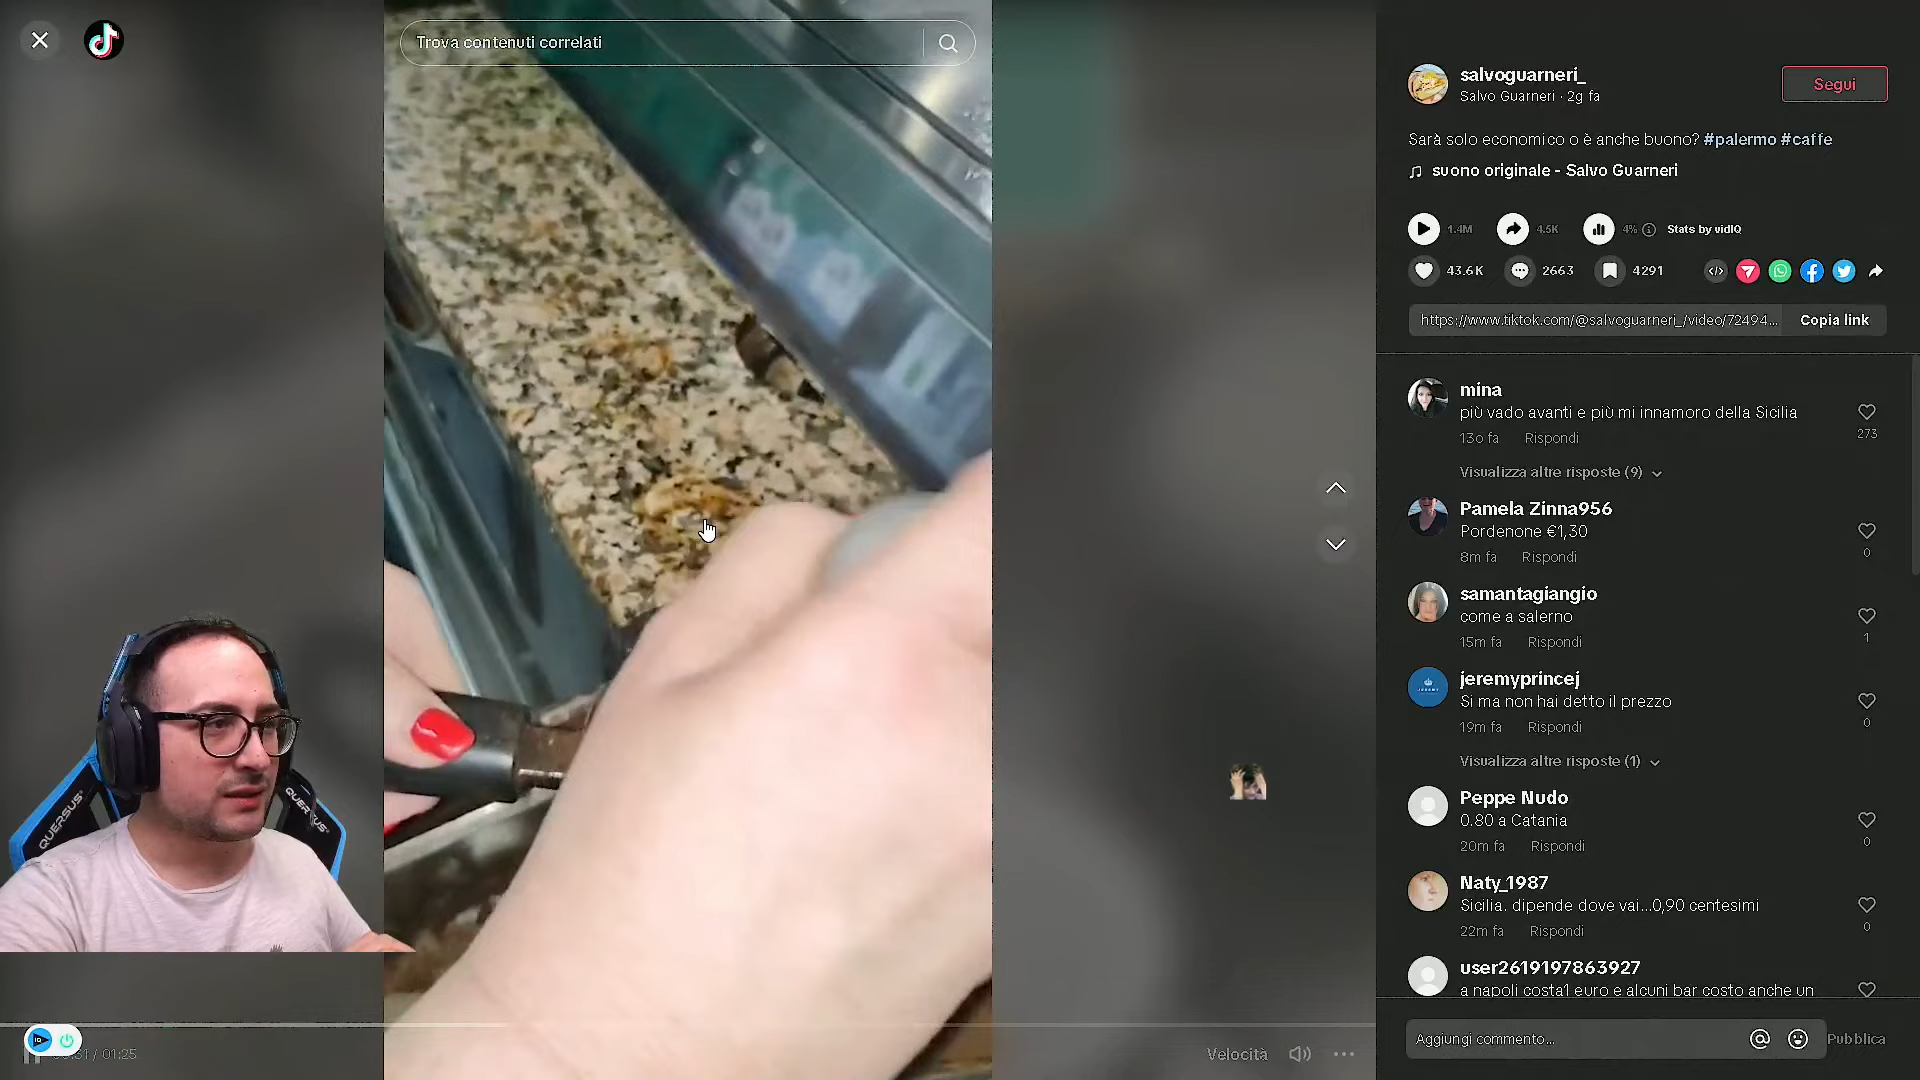 Trova contenuti correlati
salvoguarneri_
Salvo Guarneri · 2g fa
Segui
Sarà solo economico o è anche buono? #palermo #caffe
suono originale - Salvo Guarneri
1.4M
4.5K
4%
Stats by vidIQ
43.6K
2663
4291
https://www.tiktok.com/@salvoguarneri_/video/72494...
Copia link
mina
più vado avanti e più mi innamoro della Sicilia
13o fa
Rispondi
273
Visualizza altre risposte (9)
Pamela Zinna956
Pordenone €1,30
8m fa
Rispondi
0
samantagiangio
come a salerno
15m fa
Rispondi
1
jeremyprincej
Si ma non hai detto il prezzo
19m fa
Rispondi
0
Visualizza altre risposte (1)
Peppe Nudo
0.80 a Catania
20m fa
Rispondi
0
Naty_1987
Sicilia. dipende dove vai...0,90 centesimi
22m fa
Rispondi
0
user2619197863927
a napoli costa1 euro e alcuni bar costo anche un
QUERSUS
QUERSUS
/ 01:25
Velocità
Aggiungi commento...
Pubblica